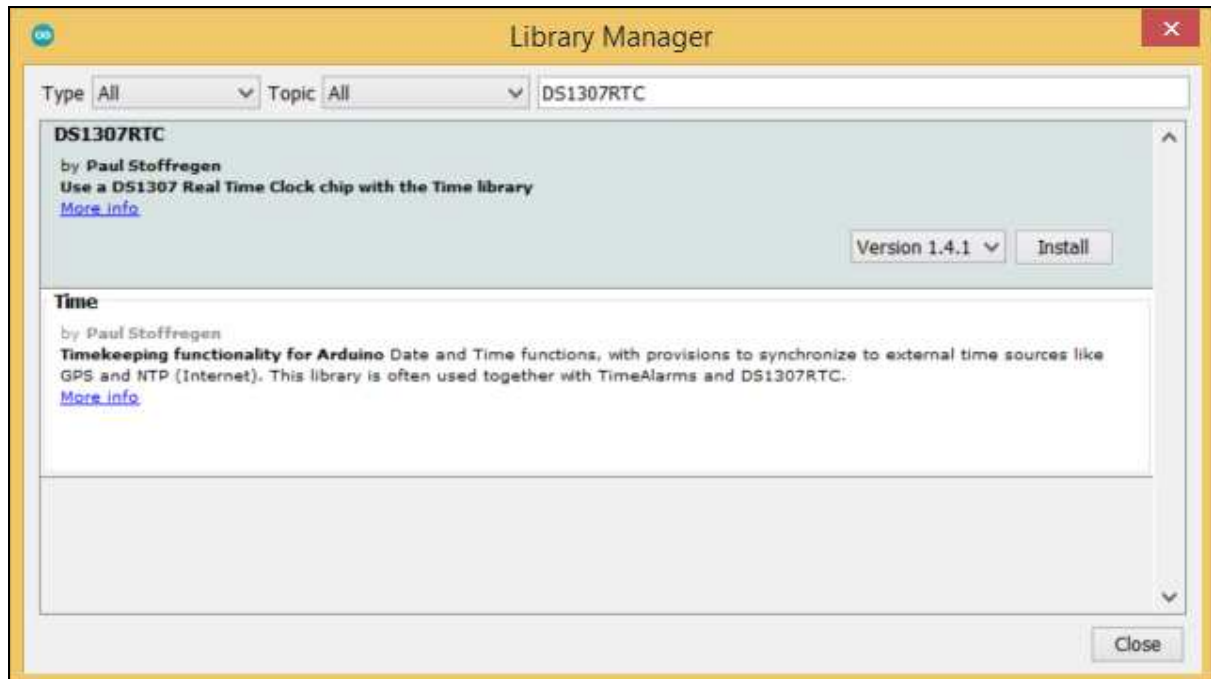 Library Manager
Type All Topic All DS1307RTC
DS1307RTC
by Paul Stoffregen
Use a DS1307 Real Time Clock chip with the Time library
More info
Version 1.4.1 Install
Time
by Paul Stoffregen
Timekeeping functionality for Arduino Date and Time functions, with provisions to synchronize to external time sources like
GPS and NTP (Internet). This library is often used together with TimeAlarms and DS1307RTC.
More info
Close